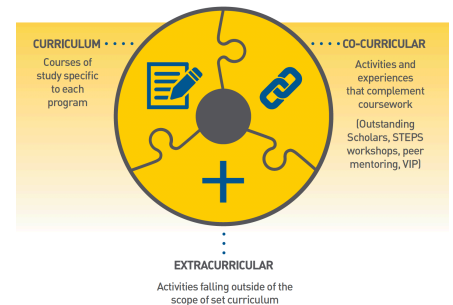 CURRICULUM
Courses of
study specific
to each
program
CO-CURRICULAR
Activities and
experiences
that complement
coursework
(Outstanding
Scholars, STEPS
workshops, peer
mentoring, VIP)
EXTRACURRICULAR
Activities falling outside of the
scope of set curriculum